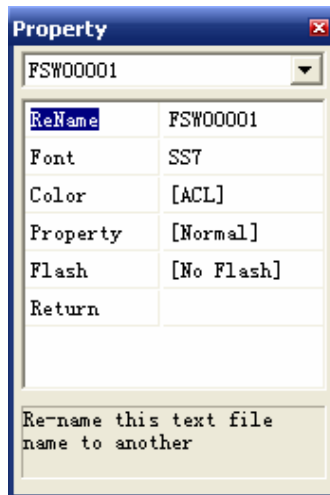 Property
FSW00001
ReName FSW00001
Font SS7
Color [ACL]
Property [Normal]
Flash [No Flash]
Return
Re-name this text file
name to another